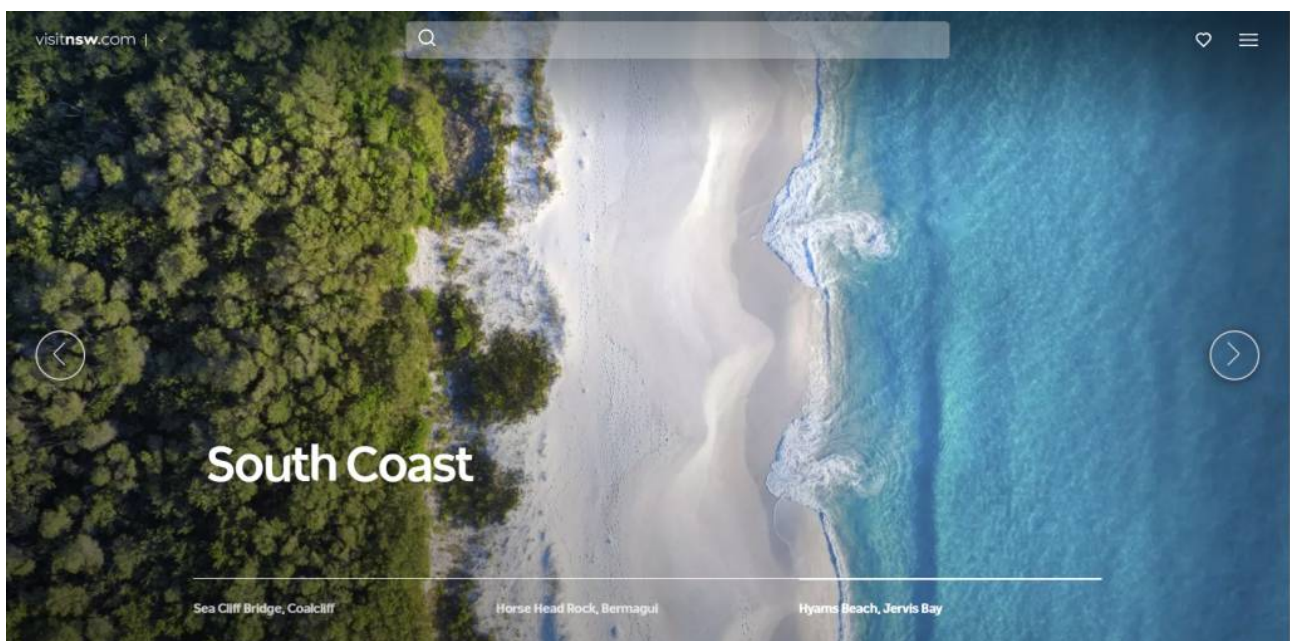 visitnsw.com |
South Coast
Sea Cliff Bridge, Coalcliff
Horse Head Rock, Bermagui
Hyams Beach, Jervis Bay